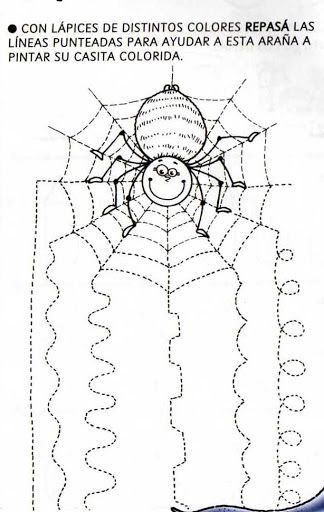 ● CON LÁPICES DE DISTINTOS COLORES REPASÁ LAS
LÍNEAS PUNTEADAS PARA AYUDAR A ESTA ARAÑA A
PINTAR SU CASITA COLORIDA.